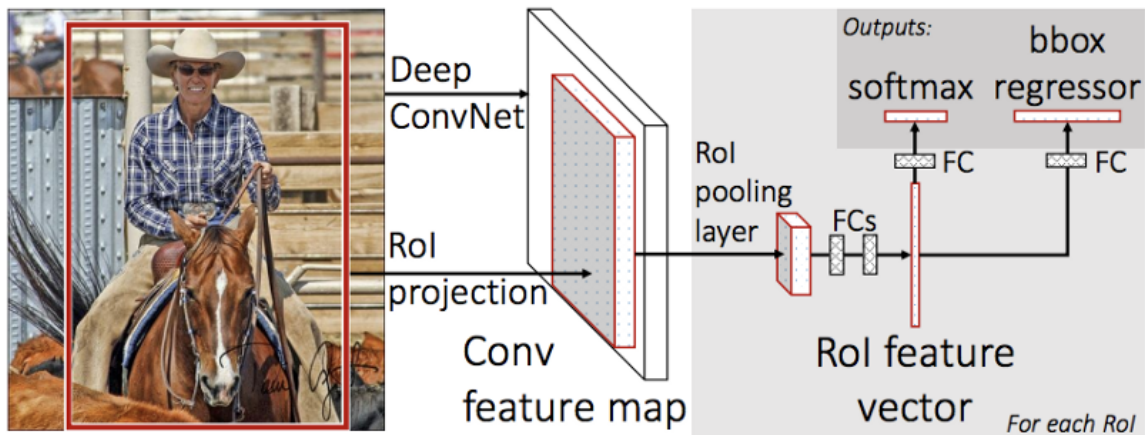 Deep
ConvNet
RoI
projection
Conv
feature map
RoI
pooling
layer
FCs
RoI feature
vector
Outputs:
softmax
bbox
regressor
FC
FC
For each RoI